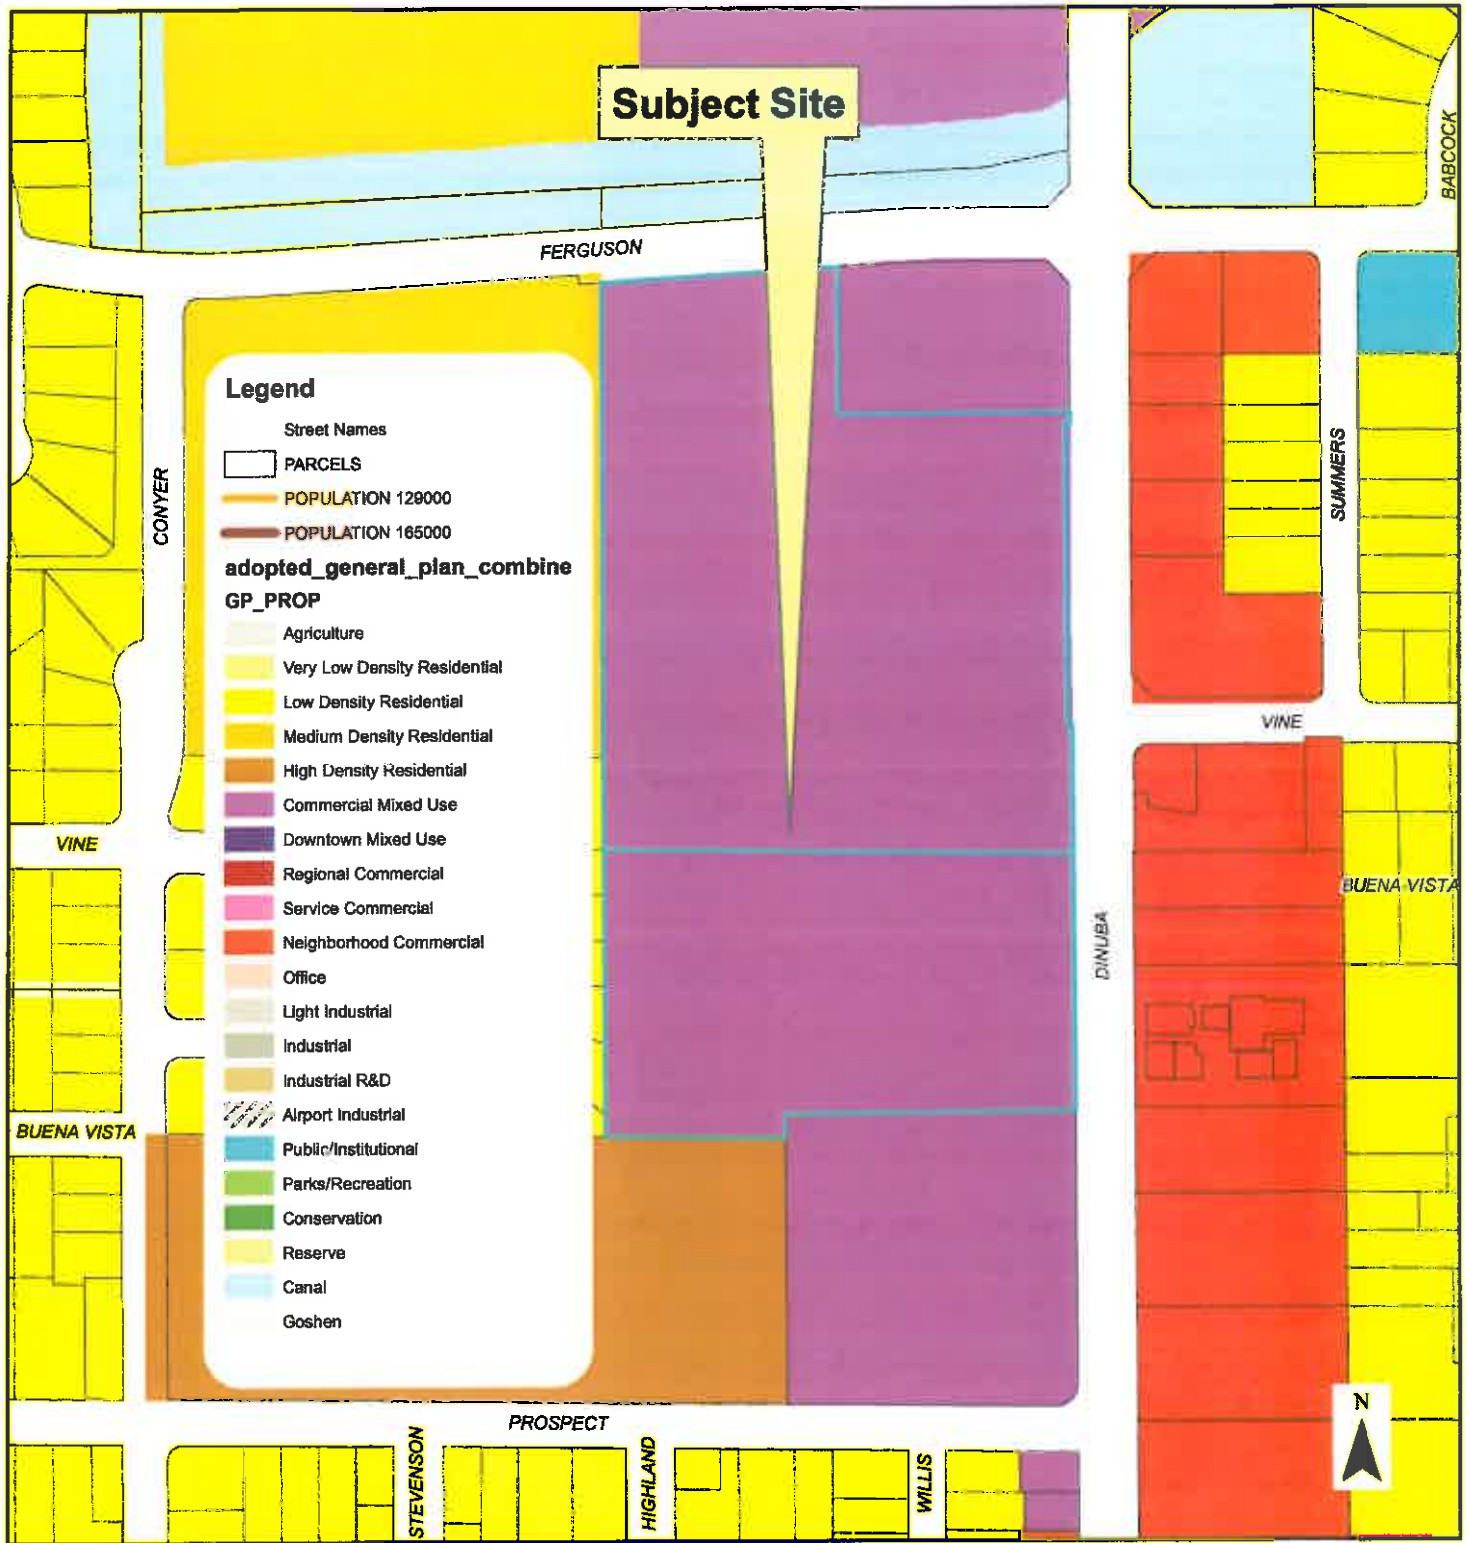 Subject Site
BABCOCK
FERGUSON
Legend
Street Names
PARCELS
POPULATION 129000
POPULATION 165000
adopted_general_plan_combine
GP_PROP
Agriculture
Very Low Density Residential
Low Density Residential
Medium Density Residential
High Density Residential
Commercial Mixed Use
Downtown Mixed Use
Regional Commercial
Service Commercial
Neighborhood Commercial
Office
Light Industrial
Industrial
Industrial R&D
Airport Industrial
Public/Institutional
Parks/Recreation
Conservation
Reserve
Canal
Goshen
CONYER
SUMMERS
VINE
VINE
BUENA VISTA
DINUBA
BUENA VISTA
PROSPECT
N
STEVENSON
HIGHLAND
WILLIS